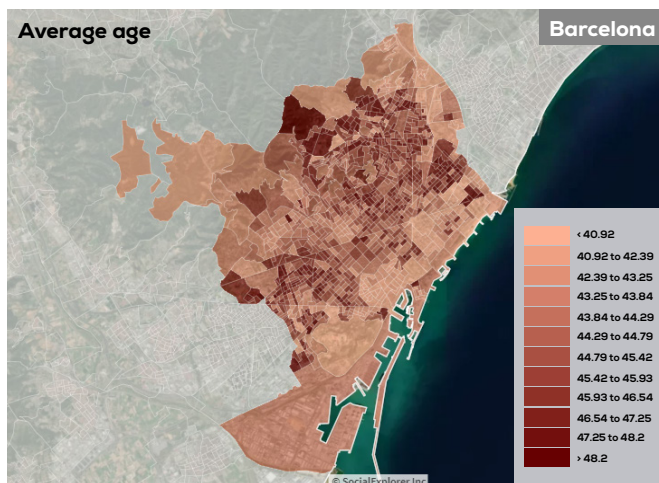 Average age
Barcelona
< 40.92
40.92 to 42.39
42.39 to 43.25
43.25 to 43.84
43.84 to 44.29
44.29 to 44.79
44.79 to 45.42
45.42 to 45.93
45.93 to 46.54
46.54 to 47.25
47.25 to 48.2
> 48.2
© SocialExplorer Inc